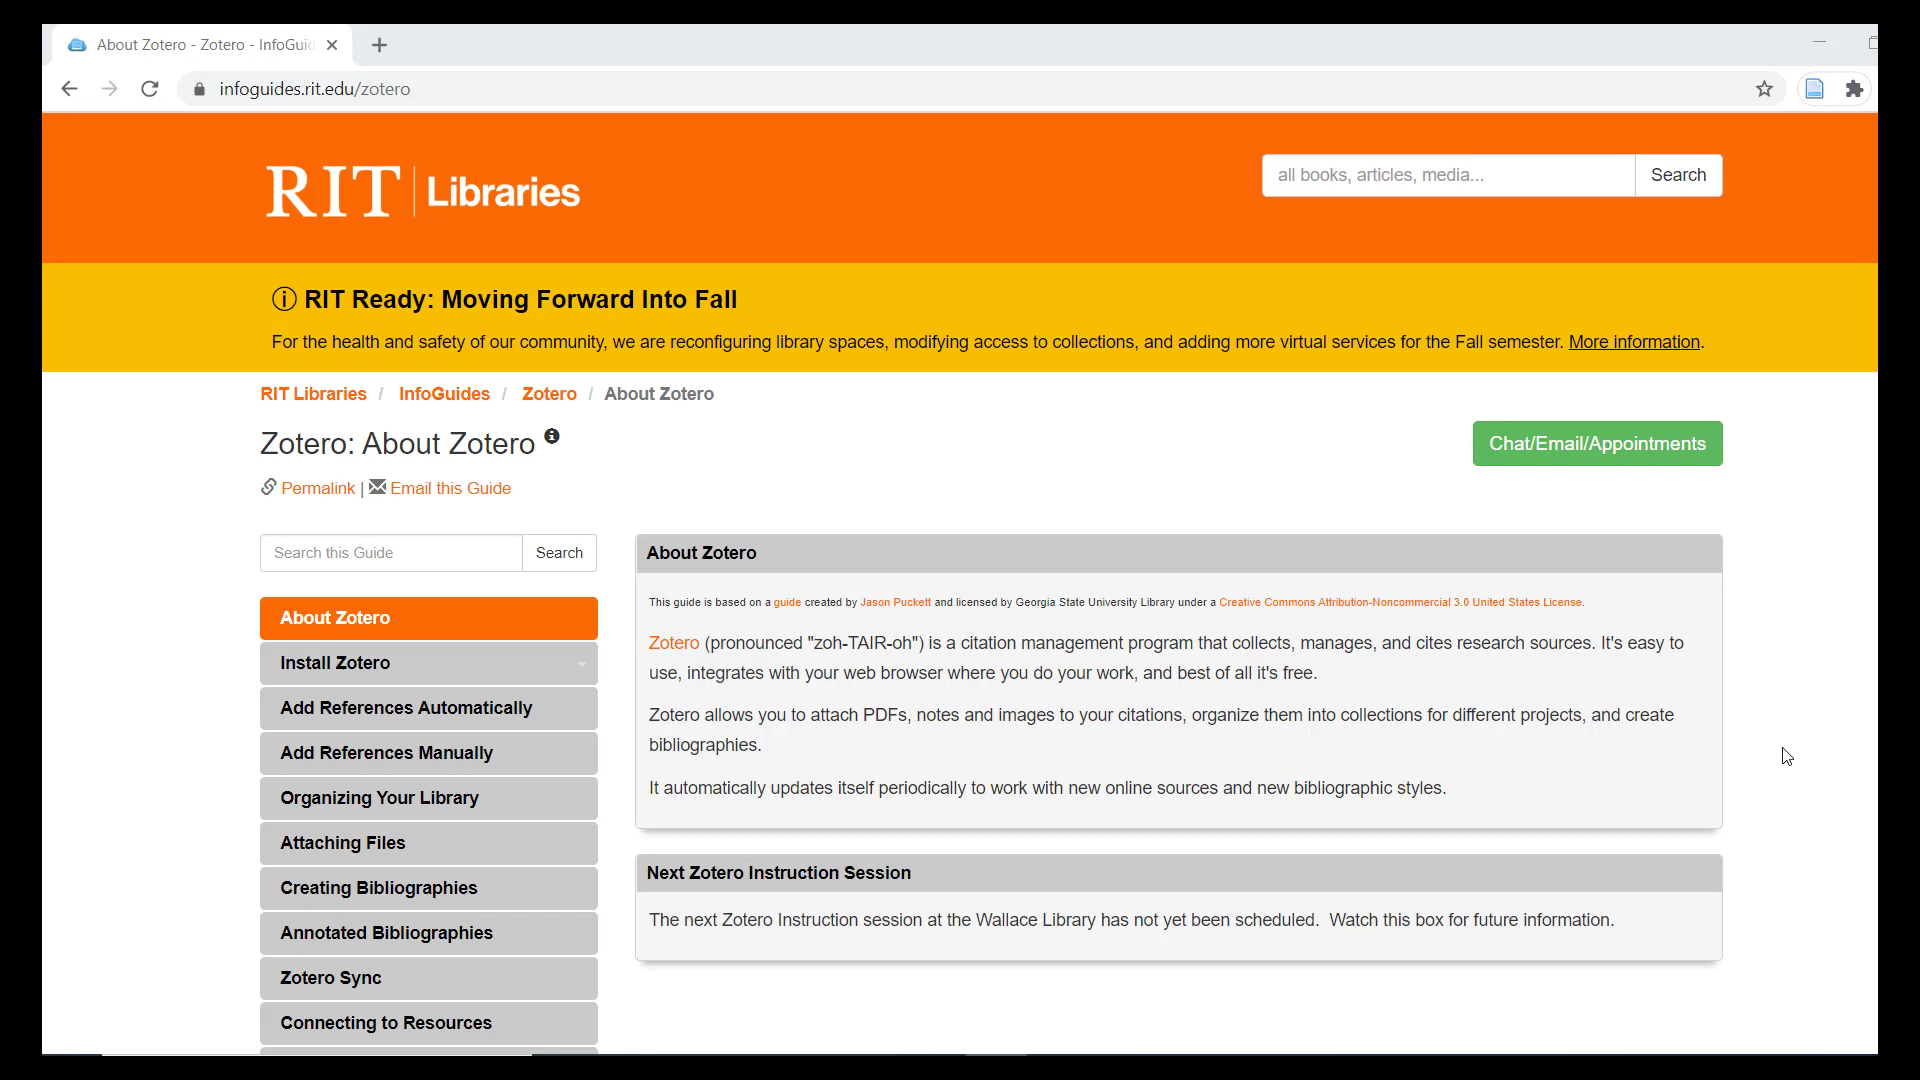 About Zotero - Zotero - InfoGuid
infoguides.rit.edu/zotero
RIT Libraries
all books, articles, media...
Search
RIT Ready: Moving Forward Into Fall
For the health and safety of our community, we are reconfiguring library spaces, modifying access to collections, and adding more virtual services for the Fall semester. More information.
RIT Libraries / InfoGuides / Zotero / About Zotero
Zotero: About Zotero
Chat/Email/Appointments
Permalink | Email this Guide
Search this Guide
Search
About Zotero
Install Zotero
Add References Automatically
Add References Manually
Organizing Your Library
Attaching Files
Creating Bibliographies
Annotated Bibliographies
Zotero Sync
Connecting to Resources
About Zotero
This guide is based on a guide created by Jason Puckett and licensed by Georgia State University Library under a Creative Commons Attribution-Noncommercial 3.0 United States License.
Zotero (pronounced "zoh-TAIR-oh") is a citation management program that collects, manages, and cites research sources. It's easy to
use, integrates with your web browser where you do your work, and best of all it's free.
Zotero allows you to attach PDFs, notes and images to your citations, organize them into collections for different projects, and create
bibliographies.
It automatically updates itself periodically to work with new online sources and new bibliographic styles.
Next Zotero Instruction Session
The next Zotero Instruction session at the Wallace Library has not yet been scheduled.  Watch this box for future information.